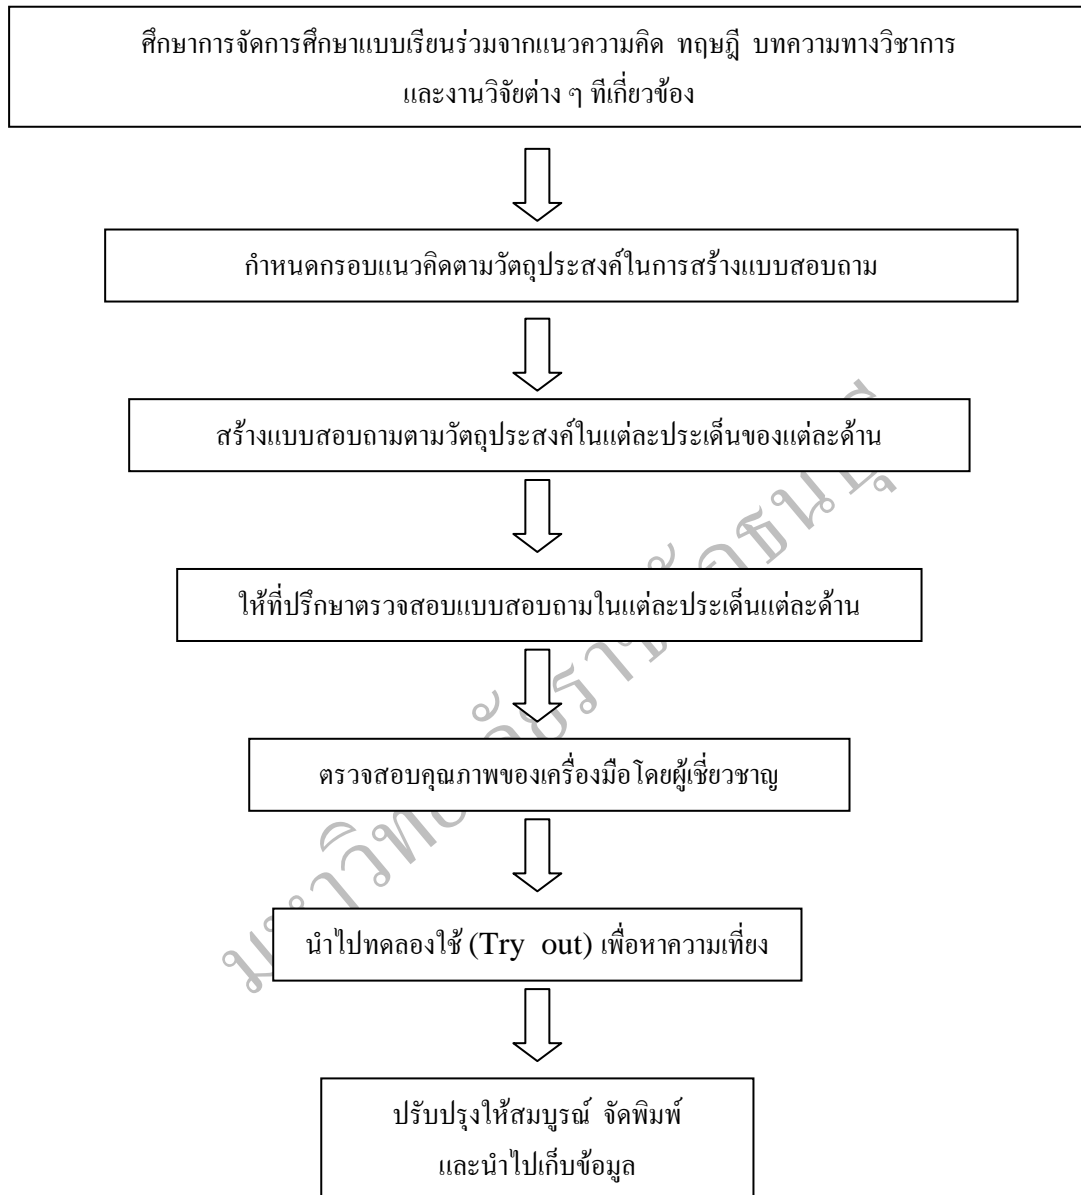 ศึกษาการจัดการศึกษาแบบเรียนร่วมจากแนวความคิด ทฤษฎี บทความทางวิชาการ
และงานวิจัยต่าง ๆ ที่เกี่ยวข้อง
กำหนดกรอบแนวคิดตามวัตถุประสงค์ในการสร้างแบบสอบถาม
สร้างแบบสอบถามตามวัตถุประสงค์ในแต่ละประเด็นของแต่ละด้าน
ให้ที่ปรึกษาตรวจสอบแบบสอบถามในแต่ละประเด็นแต่ละด้าน
ตรวจสอบคุณภาพของเครื่องมือโดยผู้เชี่ยวชาญ
นำไปทดลองใช้ (Try out) เพื่อหาความเที่ยง
ปรับปรุงให้สมบูรณ์ จัดพิมพ์
และนำไปเก็บข้อมูล